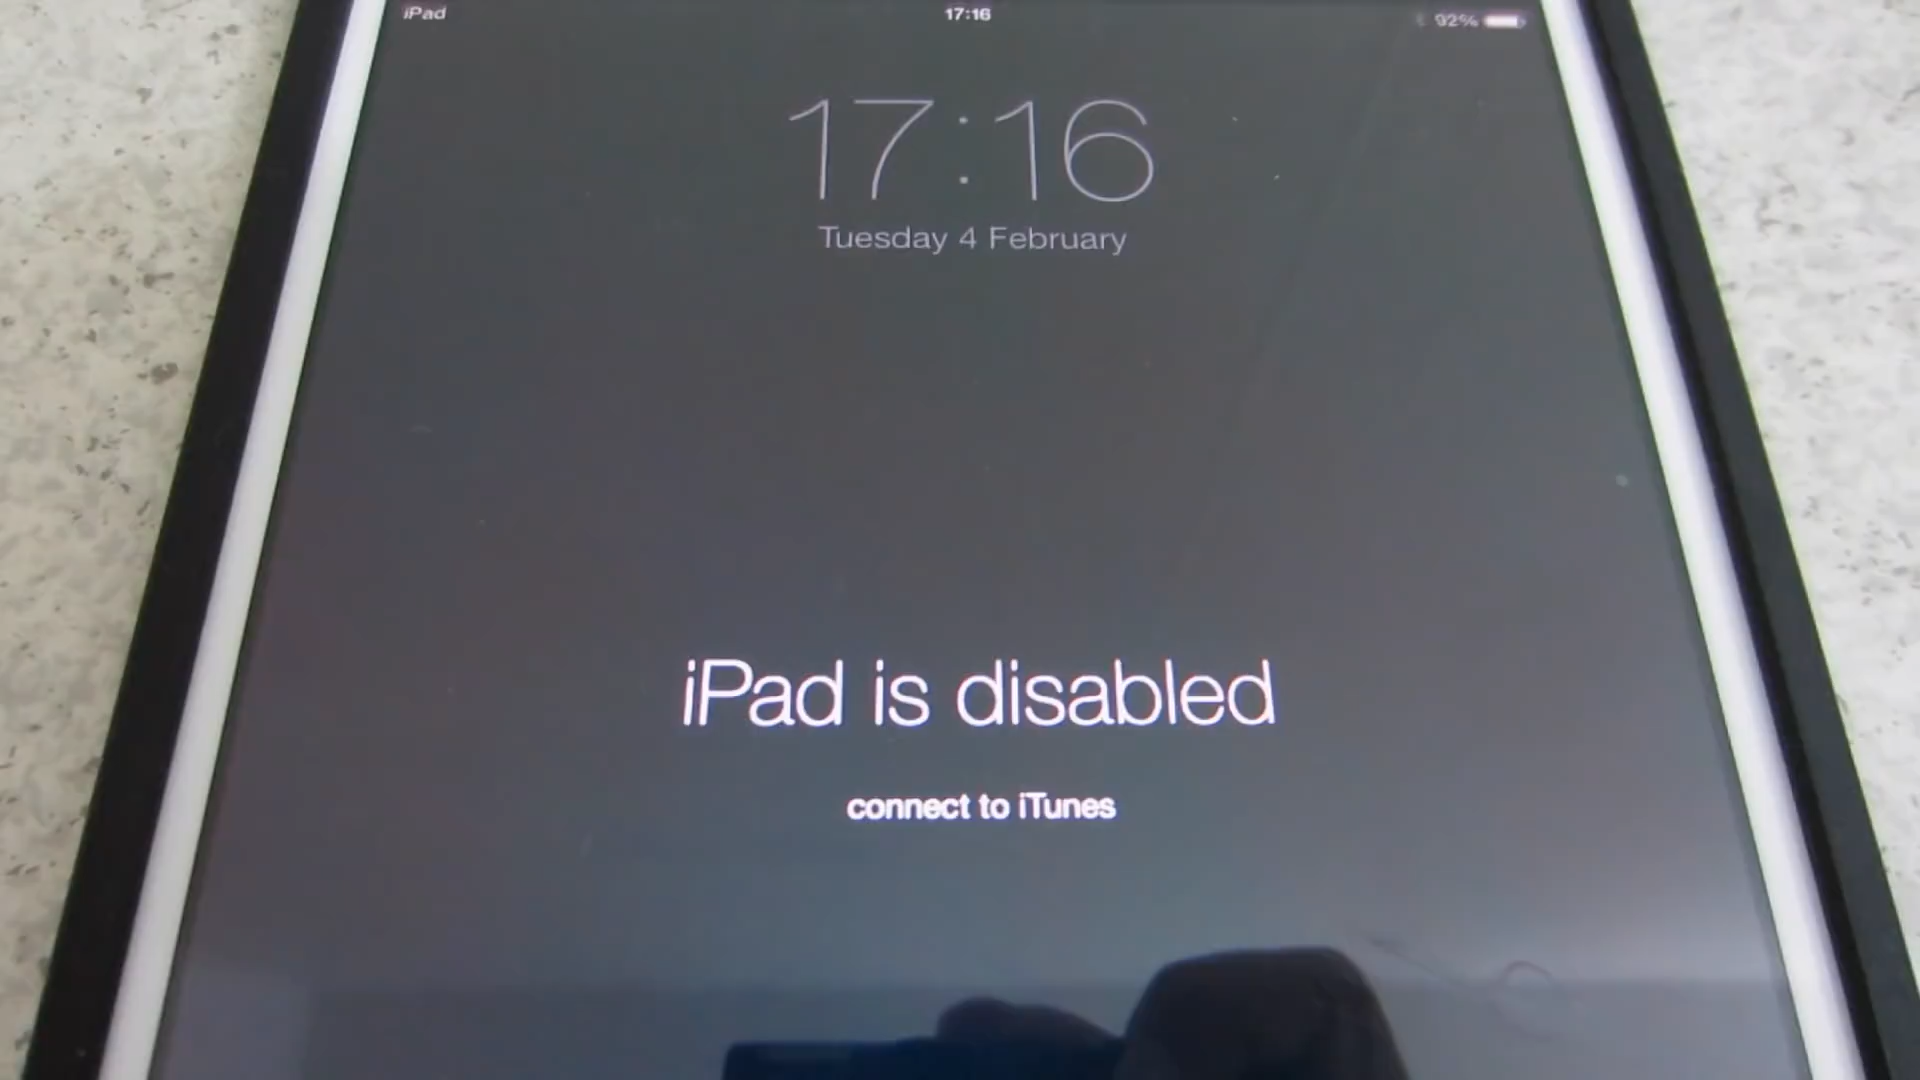 iPad 17:16 92%
17:16
Tuesday 4 February
iPad is disabled
connect to iTunes